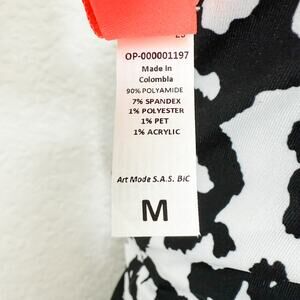 OP-000001197
Made In
Colombia
90% POLYAMIDE
7% SPANDEX
1% POLYESTER
1% PET
1% ACRYLIC
Art Mode S.A.S. BIC
M